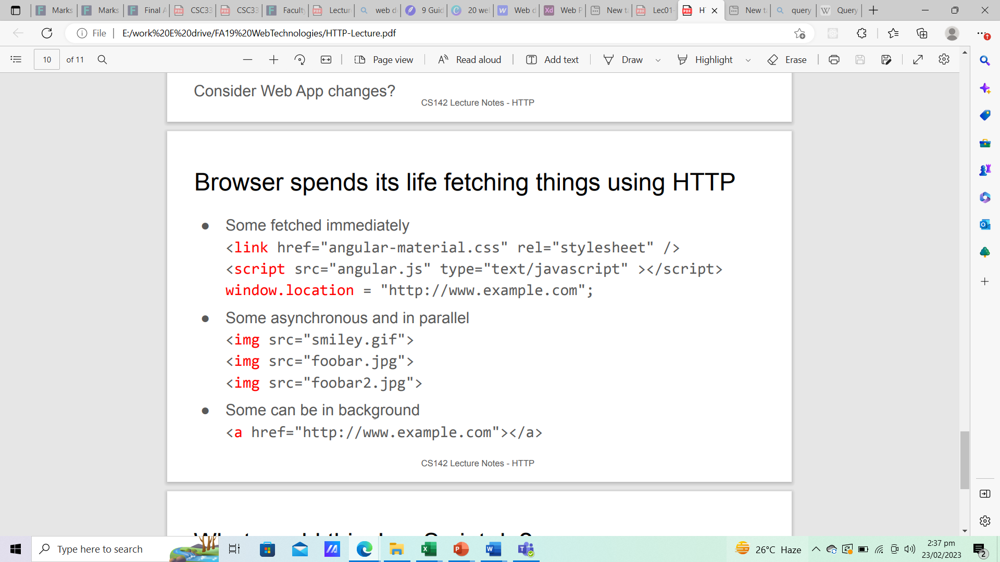 Marks
Marks
Final A
CSC33
CSC33
Faculty
Lectur
web d
9 Guid
20 we
Web d
Web P
New ta
Lec01-
H
New ta
query
Query
File
E:/work%20E%20drive/FA19%20WebTechnologies/HTTP-Lecture.pdf
10 of 11
Page view
Read aloud
Add text
Draw
Highlight
Erase
Consider Web App changes?
CS142 Lecture Notes - HTTP
Browser spends its life fetching things using HTTP
● Some fetched immediately
<link href="angular-material.css" rel="stylesheet" />
<script src="angular.js" type="text/javascript" ></script>
window.location = "http://www.example.com";
● Some asynchronous and in parallel
<img src="smiley.gif">
<img src="foobar.jpg">
<img src="foobar2.jpg">
● Some can be in background
<a href="http://www.example.com"></a>
CS142 Lecture Notes - HTTP
Type here to search
26°C Haze
2:37 pm
23/02/2023
2